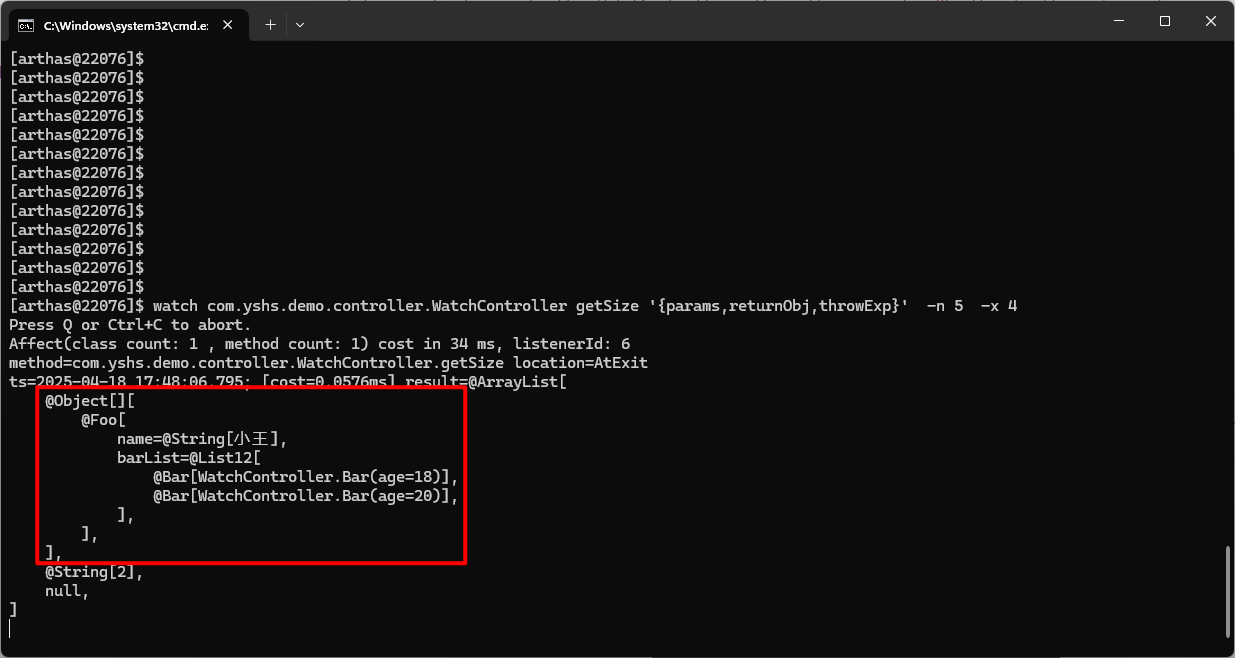 C:\Windows\system32\cmd.e
[arthas@22076]$
[arthas@22076]$
[arthas@22076]$
[arthas@22076]$
[arthas@22076]$
[arthas@22076]$
[arthas@22076]$
[arthas@22076]$
[arthas@22076]$
[arthas@22076]$
[arthas@22076]$
[arthas@22076]$
[arthas@22076]$
[arthas@22076]$ watch com.yshs.demo.controller.WatchController getSize '{params,returnObj,throwExp}'  -n 5  -x 4
Press Q or Ctrl+C to abort.
Affect(class count: 1 , method count: 1) cost in 34 ms, listenerId: 6
method=com.yshs.demo.controller.WatchController.getSize location=AtExit
ts=2025-04-18 17:48:06.795; [cost=0.0576ms] result=@ArrayList[
    @Object[][
        @Foo[
            name=@String[小王],
            barList=@List12[
                @Bar[WatchController.Bar(age=18)],
                @Bar[WatchController.Bar(age=20)],
            ],
        ],
    ],
    @String[2],
    null,
]